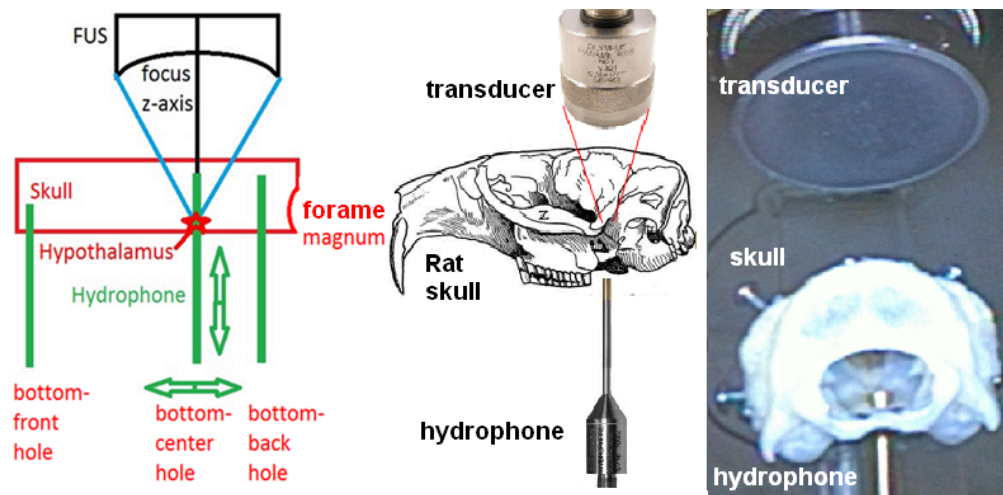 FUS
focus
z-axis
Skull
forame
magnum
Hypothalamus
Hydrophone
bottom-
front
hole
bottom-
center
hole
bottom-
back
hole
transducer
Z
Rat
skull
hydrophone
transducer
skull
hydrophone